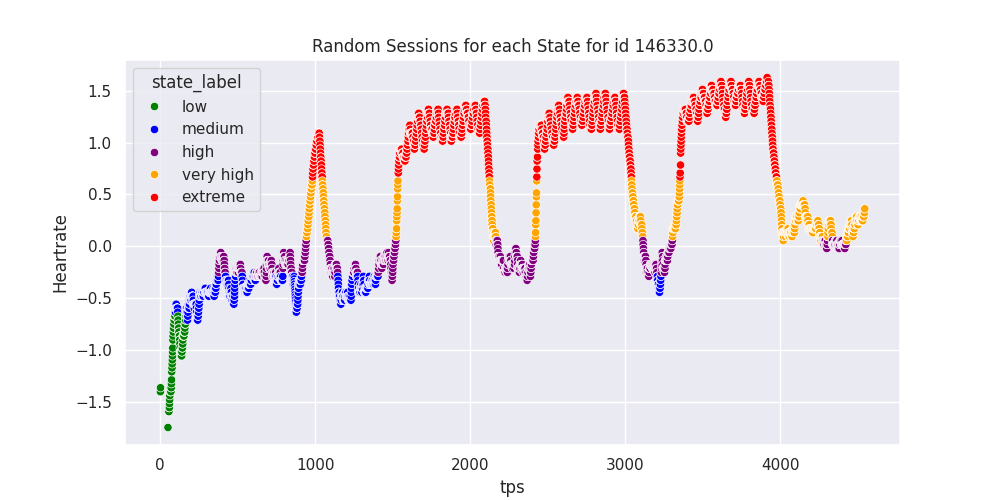 Random Sessions for each State for id 146330.0
state_label
low
medium
high
very high
extreme
Heartrate
1.5
1.0
0.5
0.0
−0.5
−1.0
−1.5
0
1000
2000
3000
4000
tps